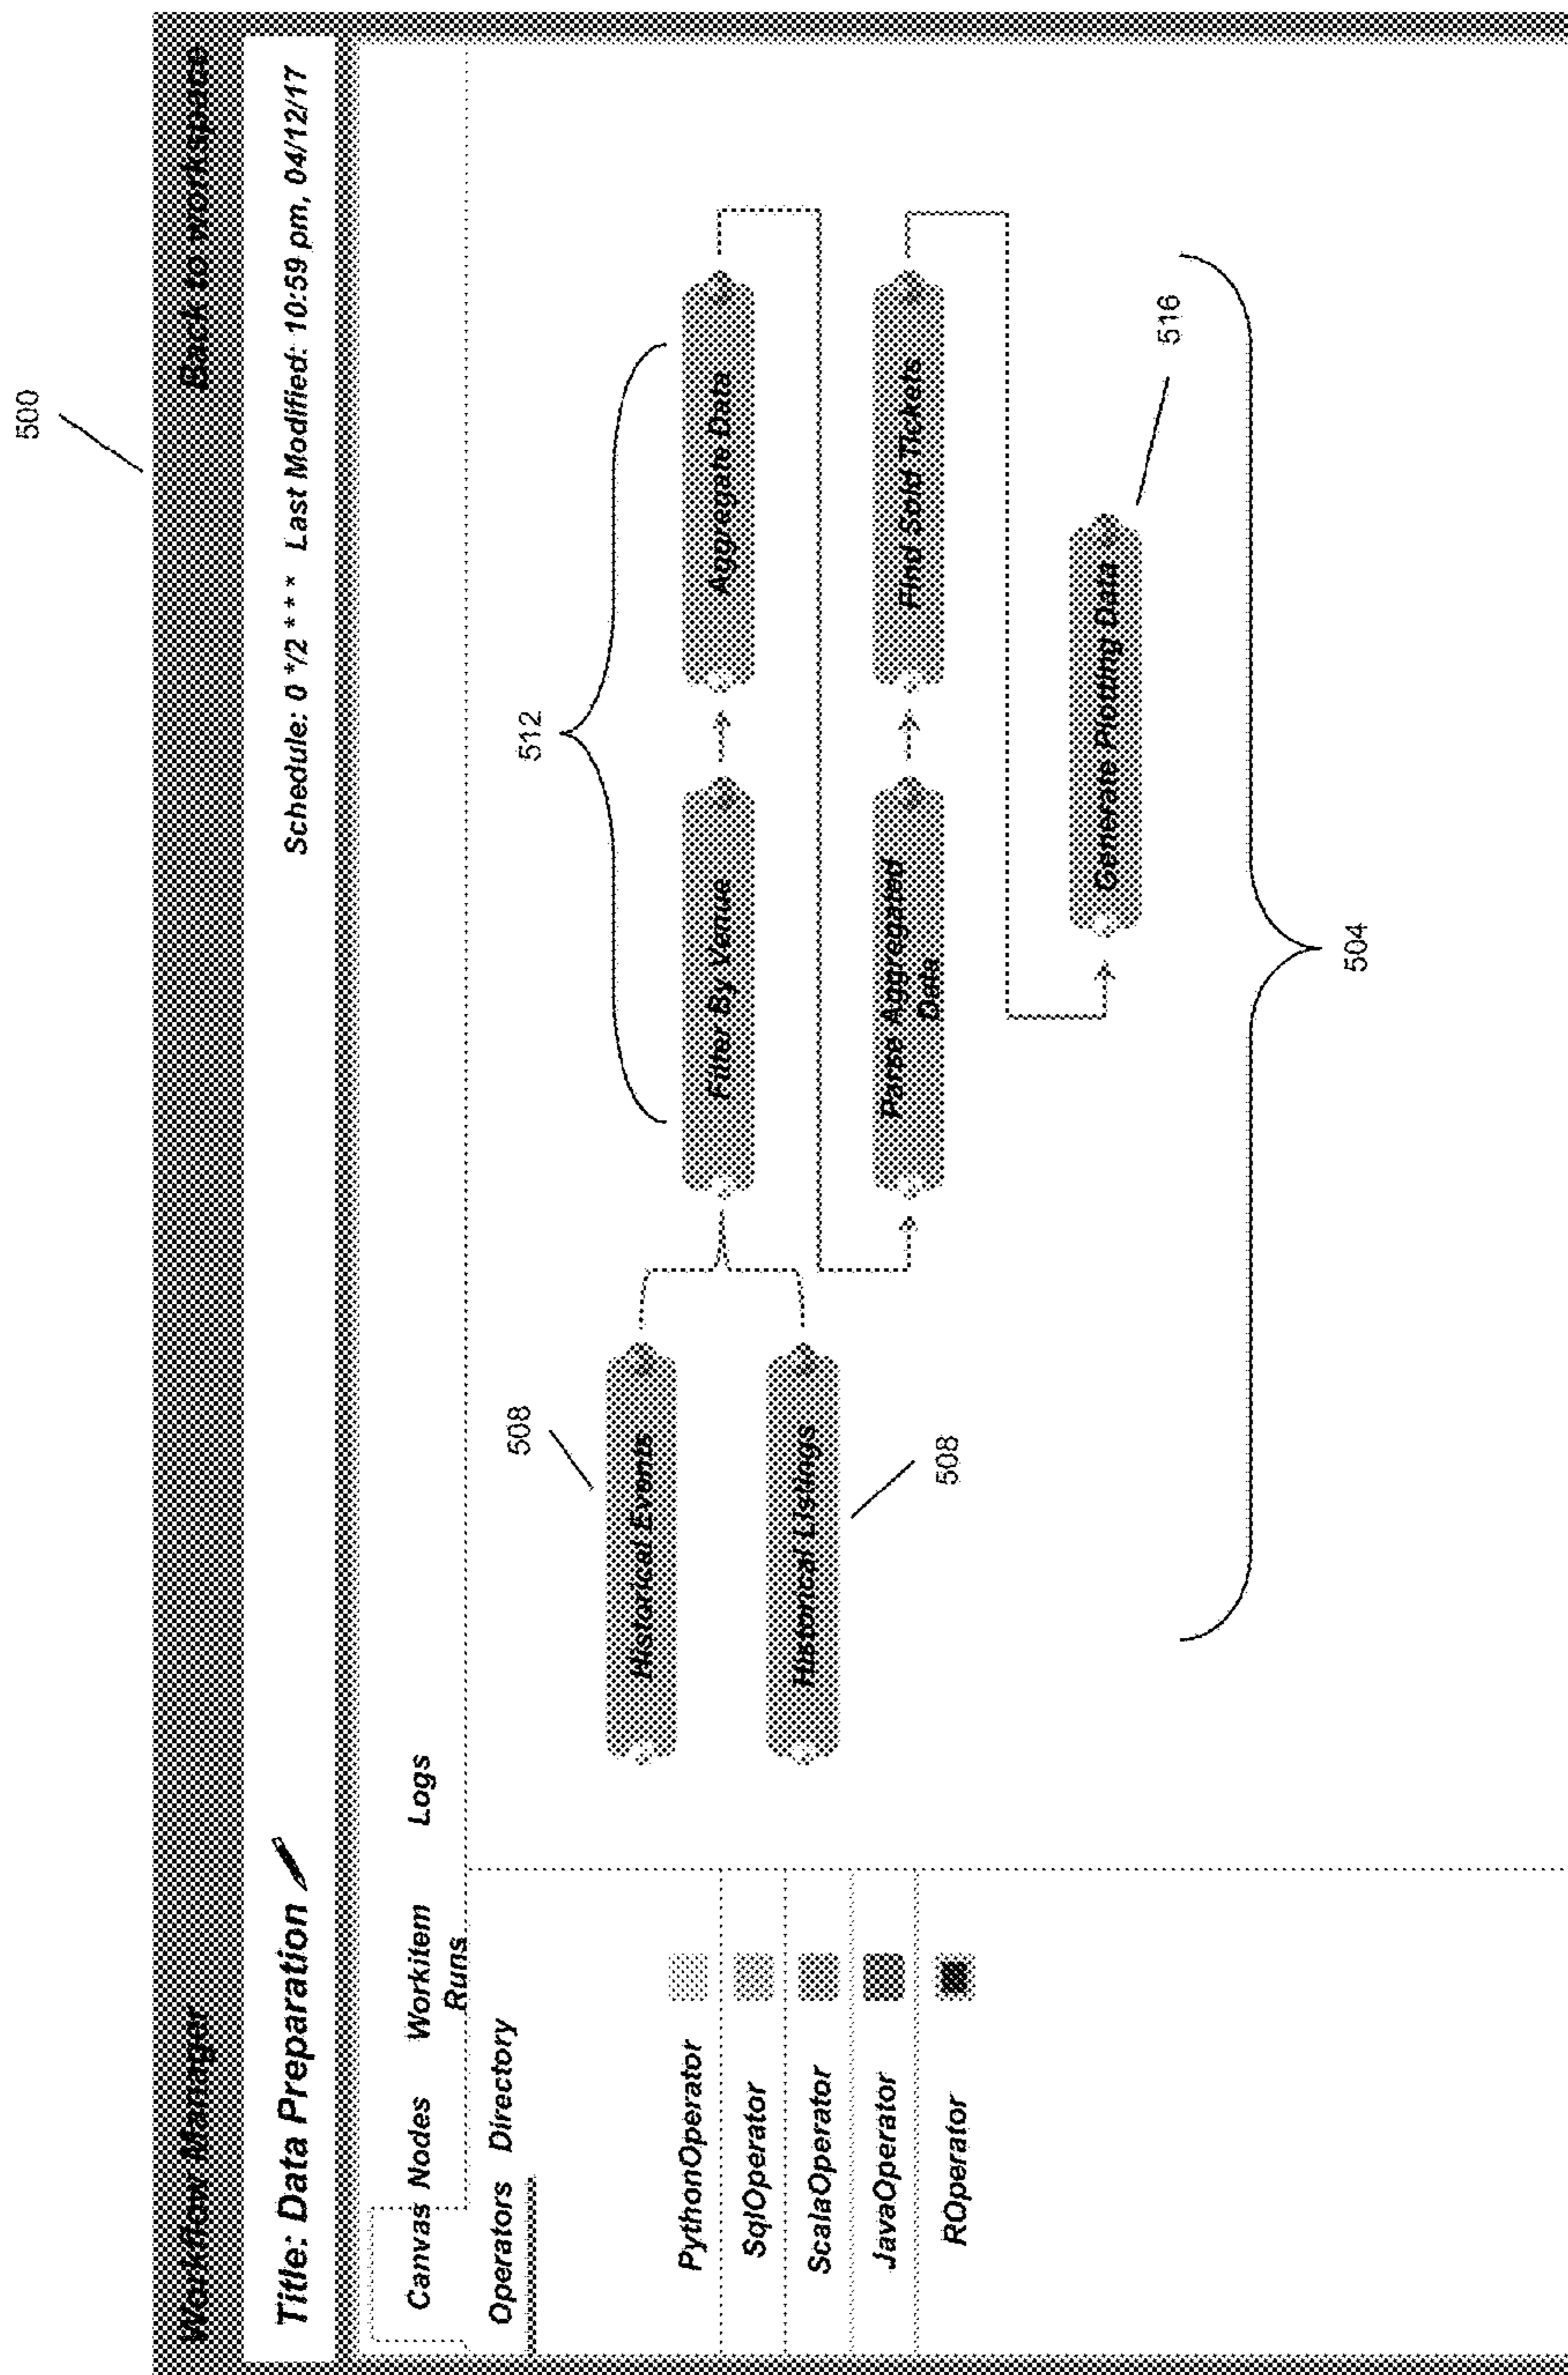 500
Workflow Manager Back to workspace
Title: Data Preparation Schedule: 0 */2 * * * Last Modified: 10:59 pm, 04/12/17
Canvas Nodes Workitem Logs
Runs
Operators Directory
PythonOperator
SqlOperator
ScalaOperator
JavaOperator
ROperator
508
Historical Events
Historical Listings
508
512
Filter By Venue
Aggregate Data
Parse Aggregated
Data
Find Sold Tickets
Generate Plotting Data
516
504